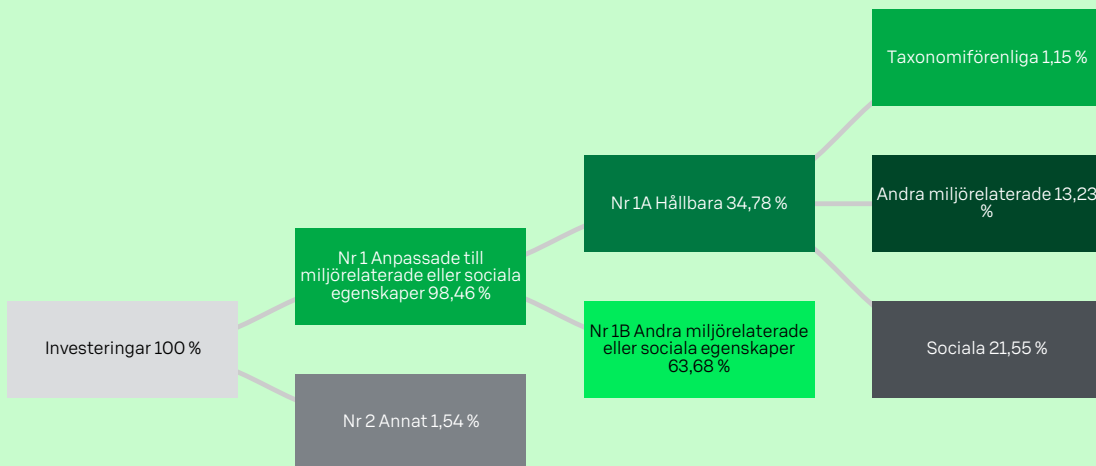 Investeringar 100 %
Nr 1 Anpassade till
miljörelaterade eller sociala
egenskaper 98,46 %
Nr 2 Annat 1,54 %
Nr 1A Hållbara 34,78 %
Nr 1B Andra miljörelaterade
eller sociala egenskaper
63,68 %
Taxonomiförenliga 1,15 %
Andra miljörelaterade 13,23
%
Sociala 21,55 %